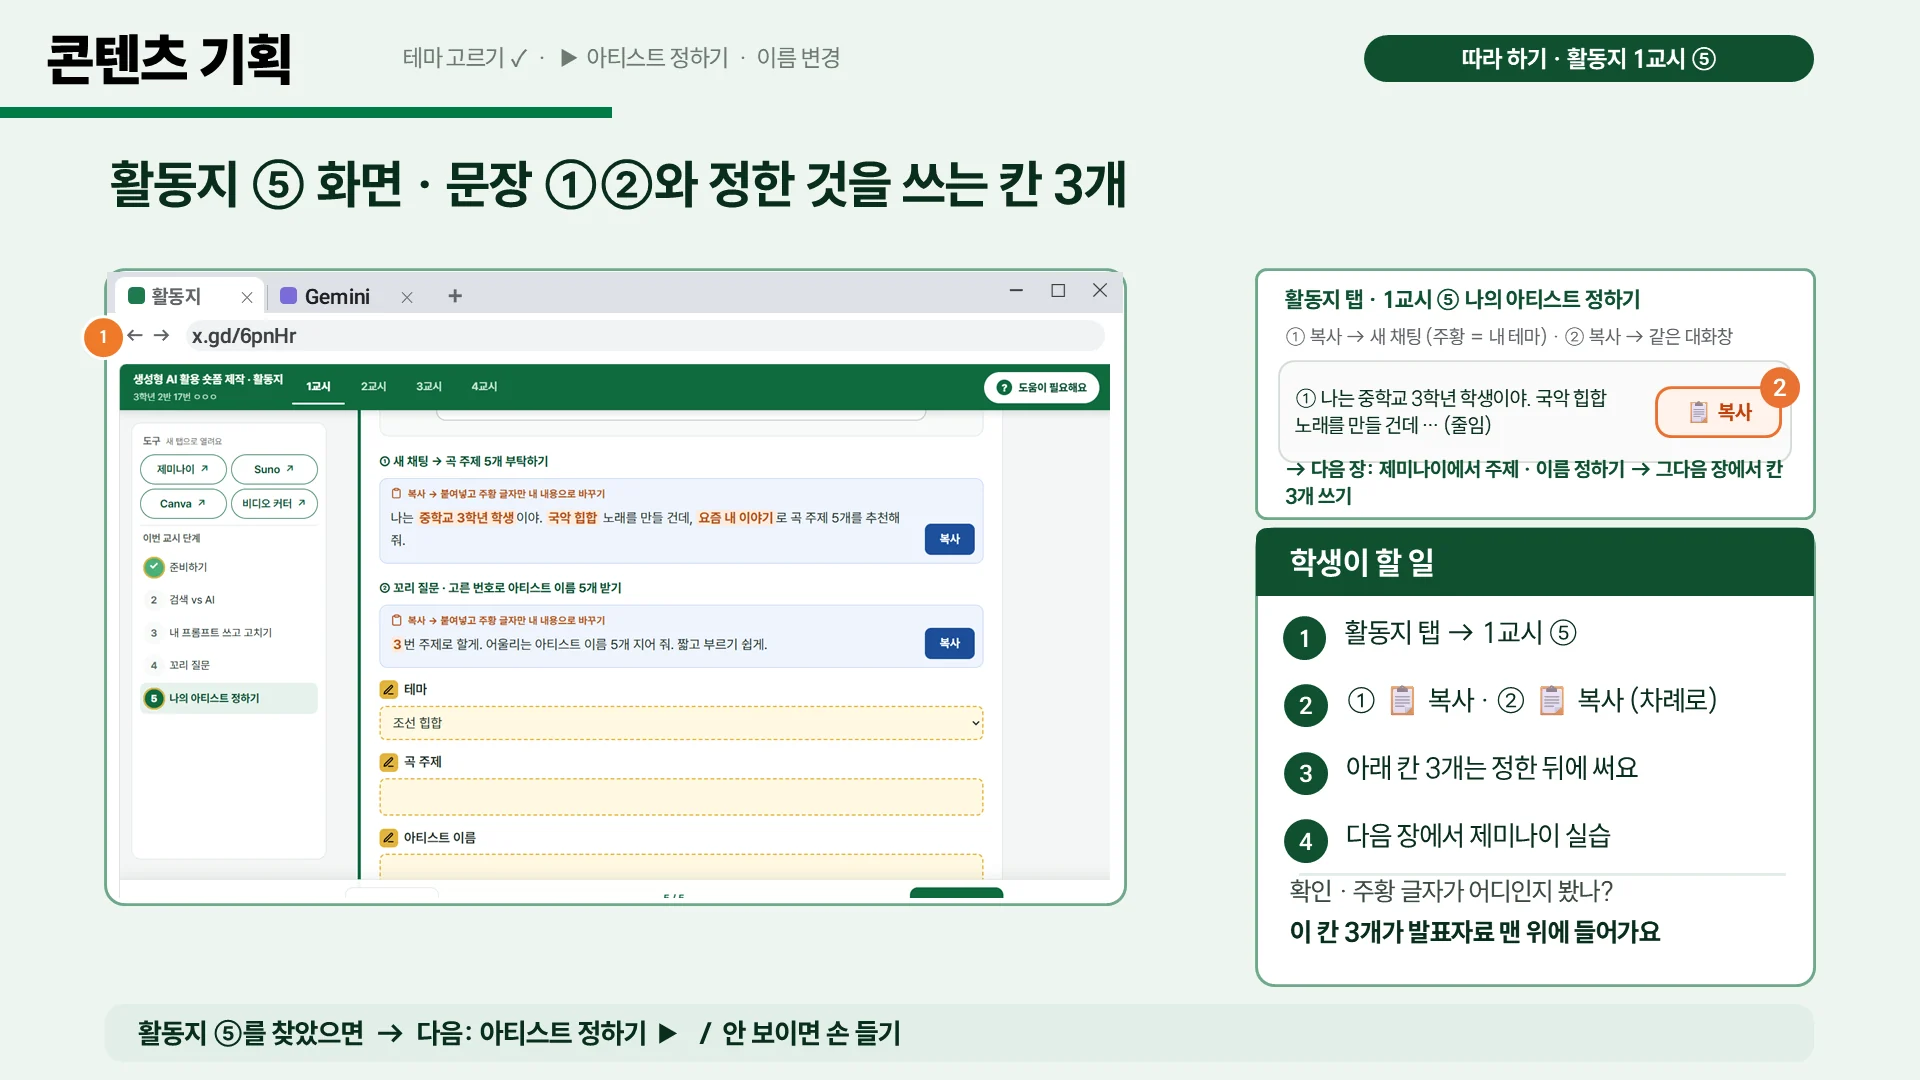 콘텐츠 기획
테마 고르기 ✓ · ▶ 아티스트 정하기 · 이름 변경
따라 하기 · 활동지 1교시 ⑤
활동지 ⑤ 화면 · 문장 ①②와 정한 것을 쓰는 칸 3개
활동지
Gemini
1
x.gd/6pnHr
생성형 AI 활용 숏폼 제작 · 활동지
3학년 2반 17번 ㅇㅇㅇ
1교시
2교시
3교시
4교시
? 도움이 필요해요
도구 새 탭으로 열려요
제미나이 ↗
Suno ↗
Canva ↗
비디오 커터 ↗
이번 교시 단계
준비하기
2 검색 vs AI
3 내 프롬프트 쓰고 고치기
4 꼬리 질문
5 나의 아티스트 정하기
① 새 채팅 → 곡 주제 5개 부탁하기
복사 → 붙여넣고 주황 글자만 내 내용으로 바꾸기
나는 중학교 3학년 학생이야. 국악 힙합 노래를 만들 건데, 요즘 내 이야기로 곡 주제 5개를 추천해
줘.
복사
② 꼬리 질문 · 고른 번호로 아티스트 이름 5개 받기
복사 → 붙여넣고 주황 글자만 내 내용으로 바꾸기
3번 주제로 할게. 어울리는 아티스트 이름 5개 지어 줘. 짧고 부르기 쉽게.
복사
테마
조선 힙합
곡 주제
아티스트 이름
5 / 5
활동지 탭 · 1교시 ⑤ 나의 아티스트 정하기
① 복사 → 새 채팅 (주황 = 내 테마) · ② 복사 → 같은 대화창
① 나는 중학교 3학년 학생이야. 국악 힙합
노래를 만들 건데 ⋯ (줄임)
📋 복사
2
→ 다음 장: 제미나이에서 주제 · 이름 정하기 → 그다음 장에서 칸
3개 쓰기
학생이 할 일
1 활동지 탭 → 1교시 ⑤
2 ① 📋 복사 · ② 📋 복사 (차례로)
3 아래 칸 3개는 정한 뒤에 써요
4 다음 장에서 제미나이 실습
확인 · 주황 글자가 어디인지 봤나?
이 칸 3개가 발표자료 맨 위에 들어가요
활동지 ⑤를 찾았으면 → 다음: 아티스트 정하기 ▶ / 안 보이면 손 들기